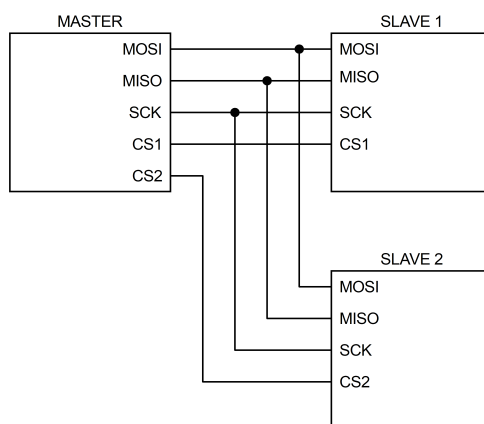 MASTER
MOSI
MISO
SCK
CS1
CS2
SLAVE 1
MOSI
MISO
SCK
CS1
SLAVE 2
MOSI
MISO
SCK
CS2